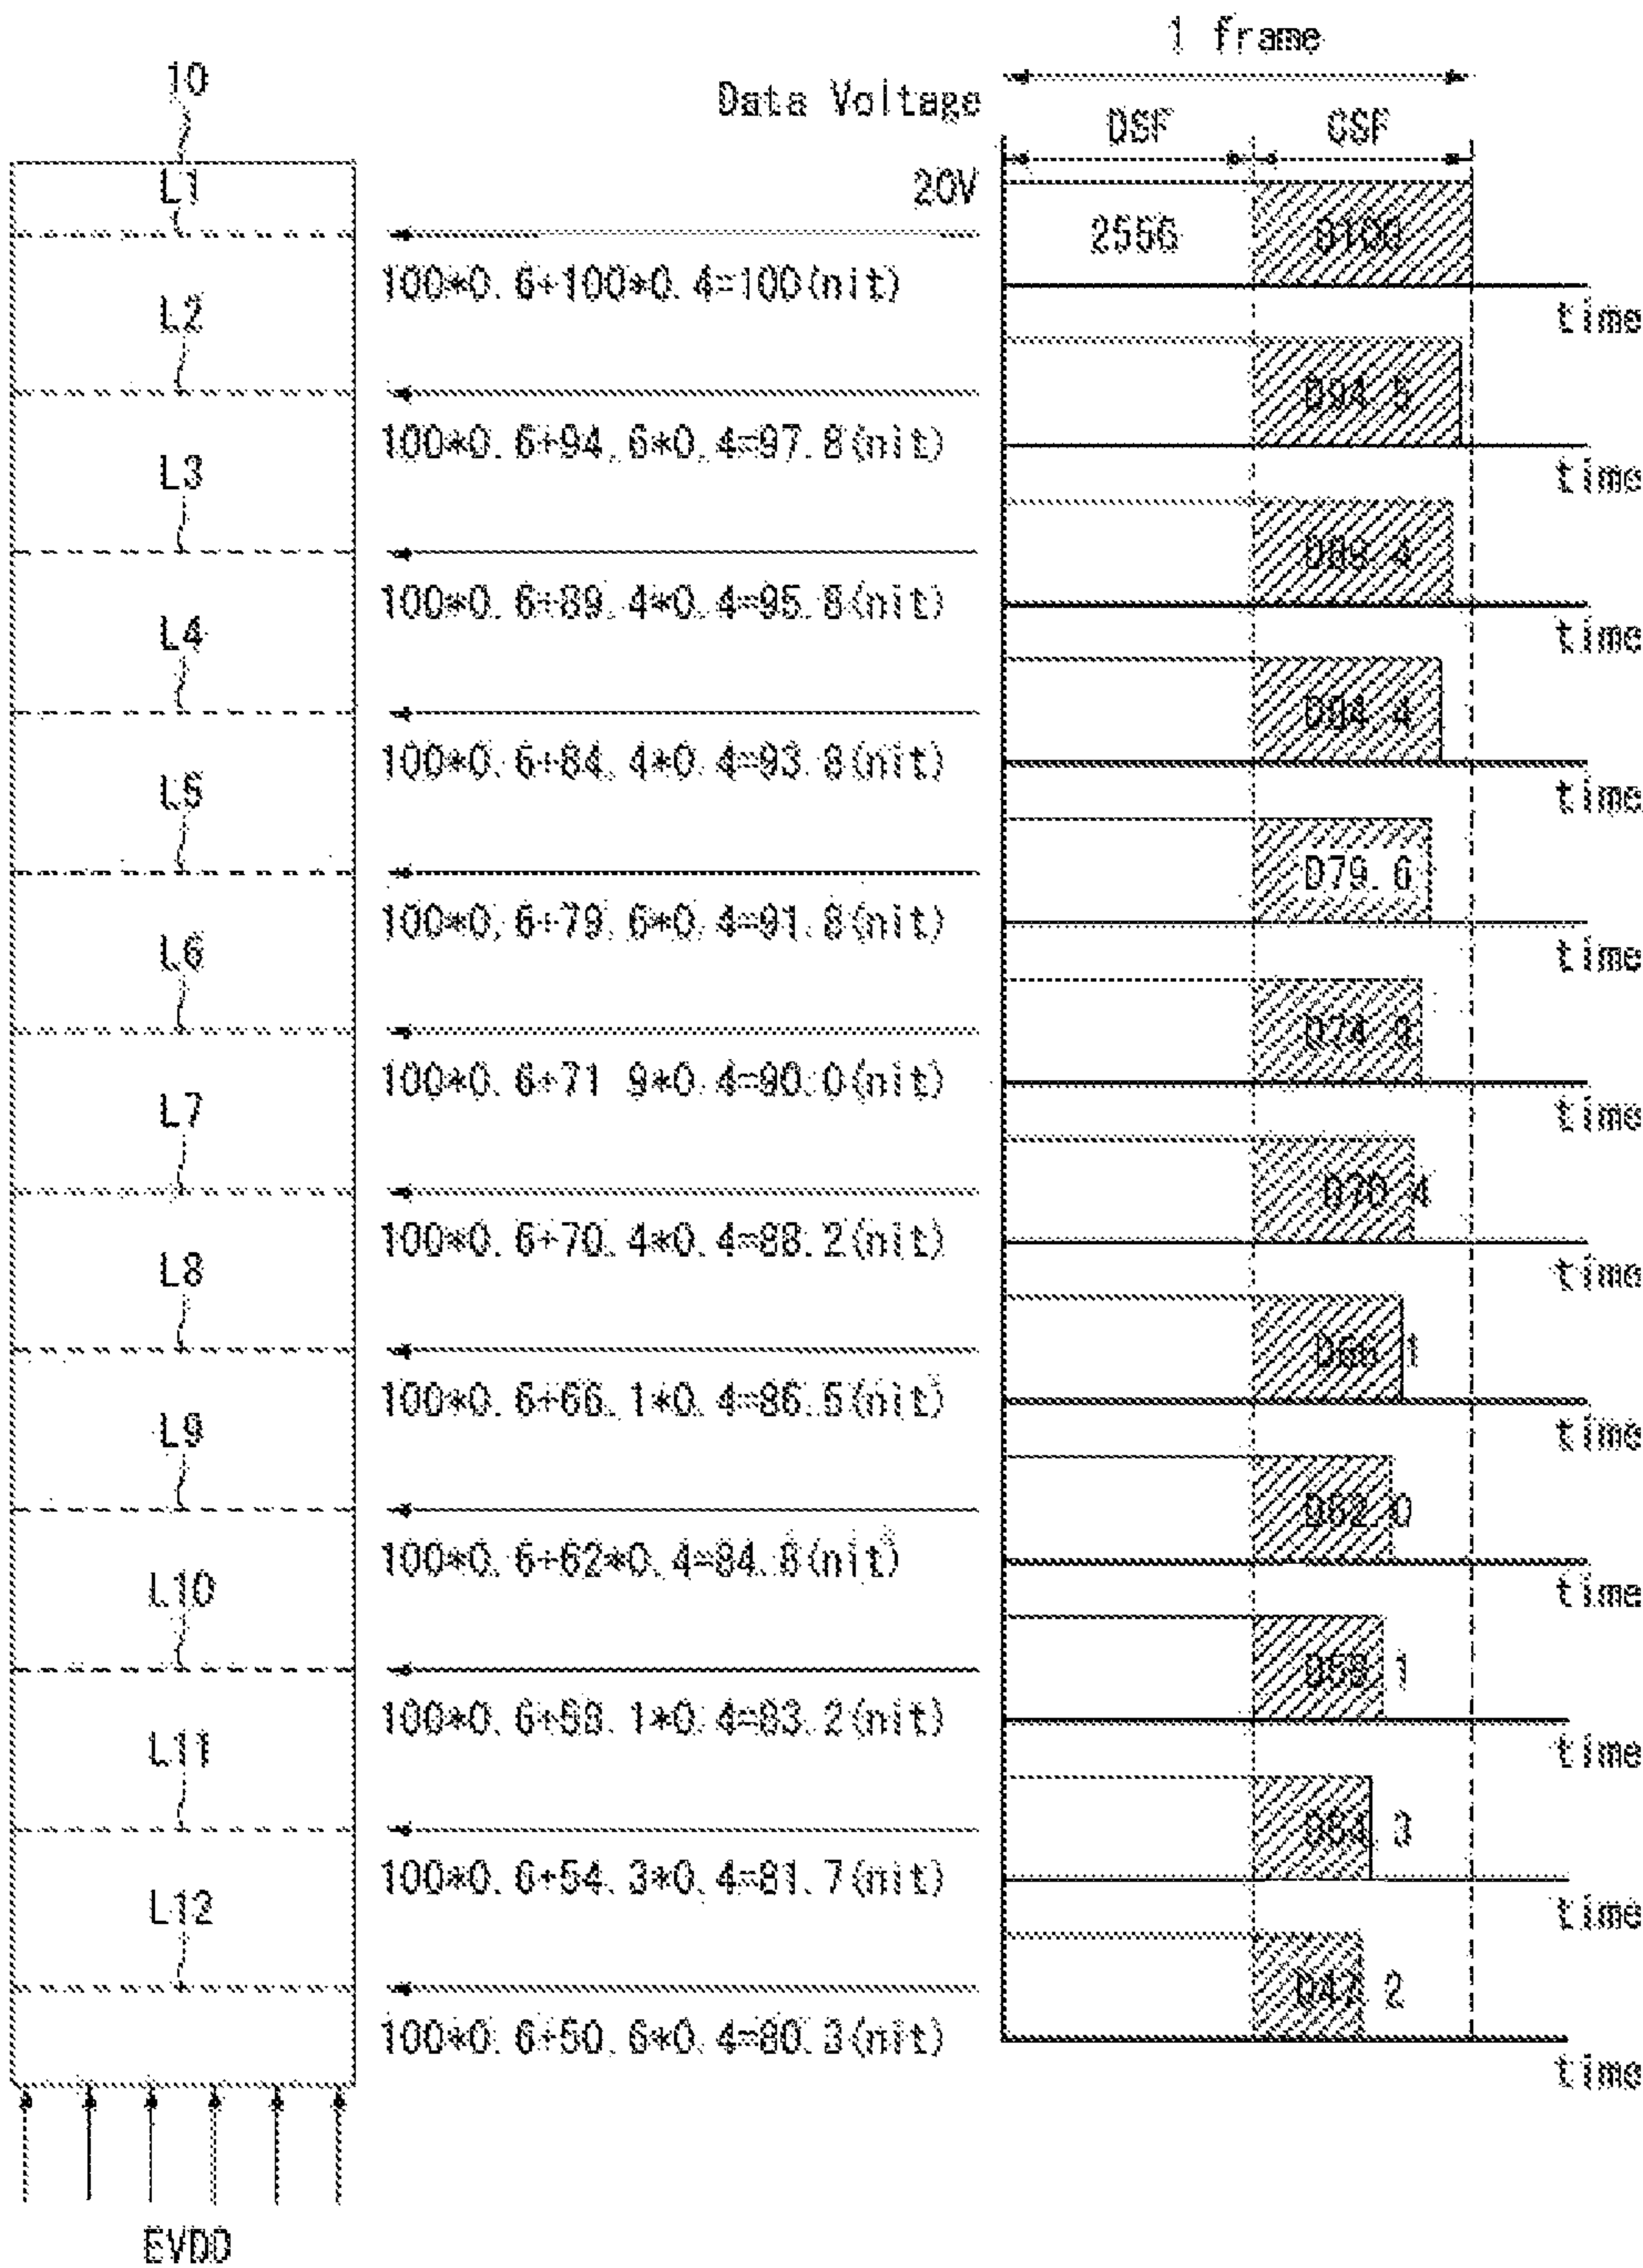 1 frame
10
Data Voltage
DSF
CSF
L1
20V
255G
D100
100*0.6+100*0.4=100(nit)
time
L2
D94.5
100*0.6+94.6*0.4=97.8(nit)
time
L3
D89.4
100*0.6+89.4*0.4=95.8(nit)
time
L4
D84.4
100*0.6+84.4*0.4=93.8(nit)
time
L5
D79.6
100*0.6+79.6*0.4=91.8(nit)
time
L6
100*0.6+71 9*0.4=90.0(nit)
time
L7
D70.4
100*0.6+70.4*0.4=88.2(nit)
time
L8
D66.1
100*0.6+66.1*0.4=86.5(nit)
time
L9
D62.0
100*0.6+62*0.4=84.8(nit)
time
L10
100*0.6+58.1*0.4=83.2(nit)
time
L11
D54.3
100*0.6+54.3*0.4=81.7(nit)
time
L12
D47.2
100*0.6+50.6*0.4=80.3(nit)
time
EVDD